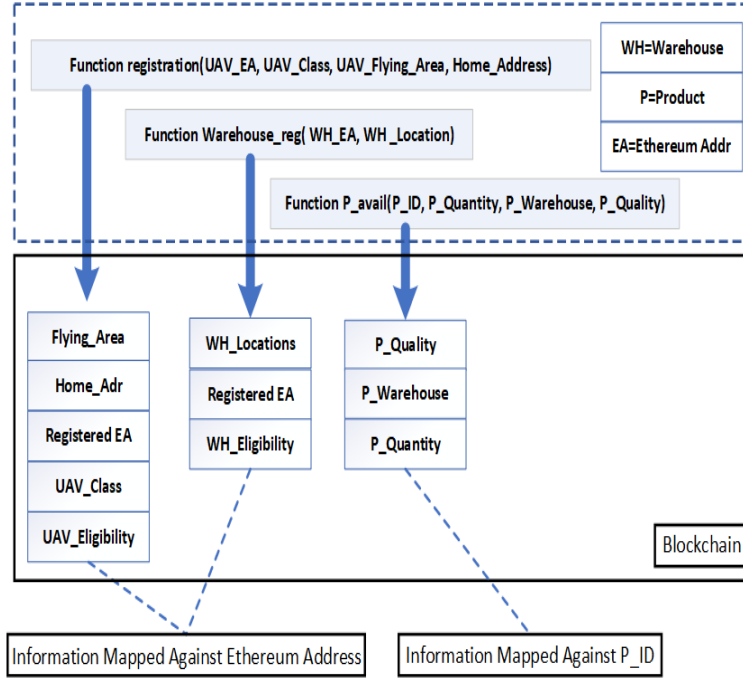 Function registration(UAV_EA, UAV_Class, UAV_Flying_Area, Home_Address)
WH=Warehouse
P=Product
EA=Ethereum Addr
Function Warehouse_reg( WH_EA, WH_Location)
Function P_avail(P_ID, P_Quantity, P_Warehouse, P_Quality)
Flying_Area
Home_Adr
Registered EA
UAV_Class
UAV_Eligibility
WH_Locations
Registered EA
WH_Eligibility
P_Quality
P_Warehouse
P_Quantity
Blockchain
Information Mapped Against Ethereum Address
Information Mapped Against P_ID